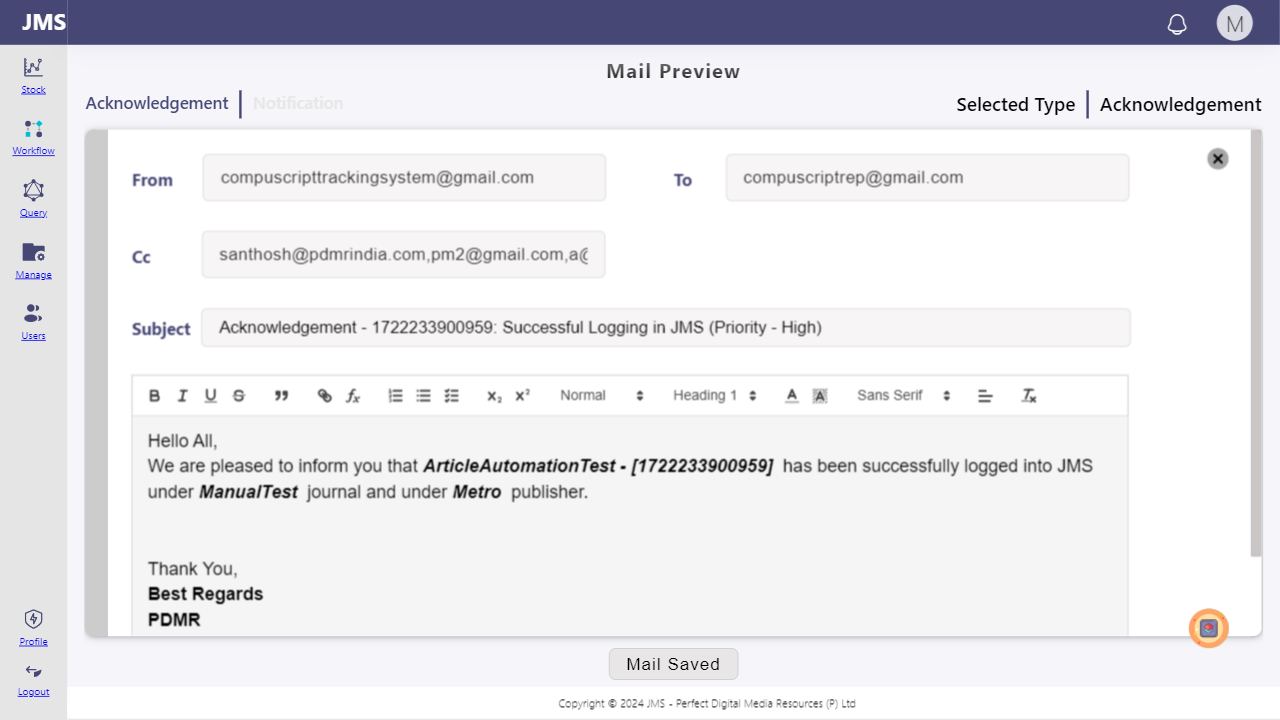 JMS
M
Stock
Workflow
Query
Manage
Users
Profile
Logout
Mail Preview
Acknowledgement
Notification
Selected Type
Acknowledgement
From
compuscripttrackingsystem@gmail.com
To
compuscriptrep@gmail.com
Cc
santhosh@pdmrindia.com,pm2@gmail.com,a@
Subject
Acknowledgement - 1722233900959: Successful Logging in JMS (Priority - High)
Normal
Heading 1
Sans Serif
Hello All,
We are pleased to inform you that ArticleAutomationTest - [1722233900959] has been successfully logged into JMS
under ManualTest journal and under Metro publisher.
Thank You,
Best Regards
PDMR
Mail Saved
Copyright © 2024 JMS - Perfect Digital Media Resources (P) Ltd